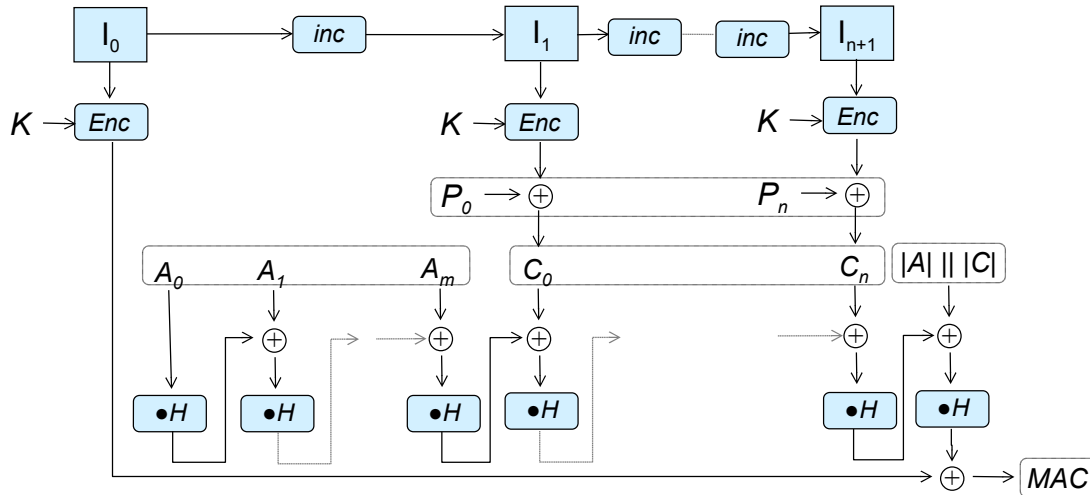 I₀ inc I₁ inc inc Iₙ₊₁
K Enc K Enc K Enc
P₀ + Pₙ +
A₀ A₁ Aₘ C₀ Cₙ |A| || |C|
+ + + + +
●H ●H ●H ●H ●H ●H
+ MAC